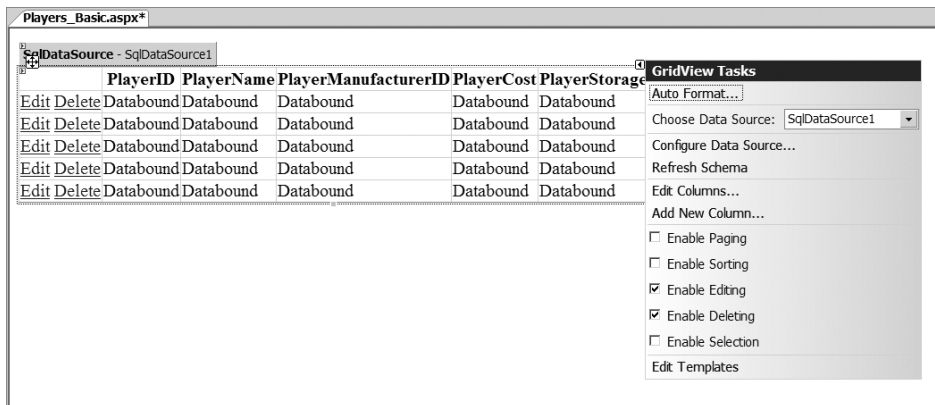 Players_Basic.aspx*
SqlDataSource - SqlDataSource1
PlayerID PlayerName PlayerManufacturerID PlayerCost PlayerStorage
Edit Delete Databound Databound Databound Databound Databound
Edit Delete Databound Databound Databound Databound Databound
Edit Delete Databound Databound Databound Databound Databound
Edit Delete Databound Databound Databound Databound Databound
Edit Delete Databound Databound Databound Databound Databound
GridView Tasks
Auto Format...
Choose Data Source: SqlDataSource1
Configure Data Source...
Refresh Schema
Edit Columns...
Add New Column...
Enable Paging
Enable Sorting
Enable Editing
Enable Deleting
Enable Selection
Edit Templates